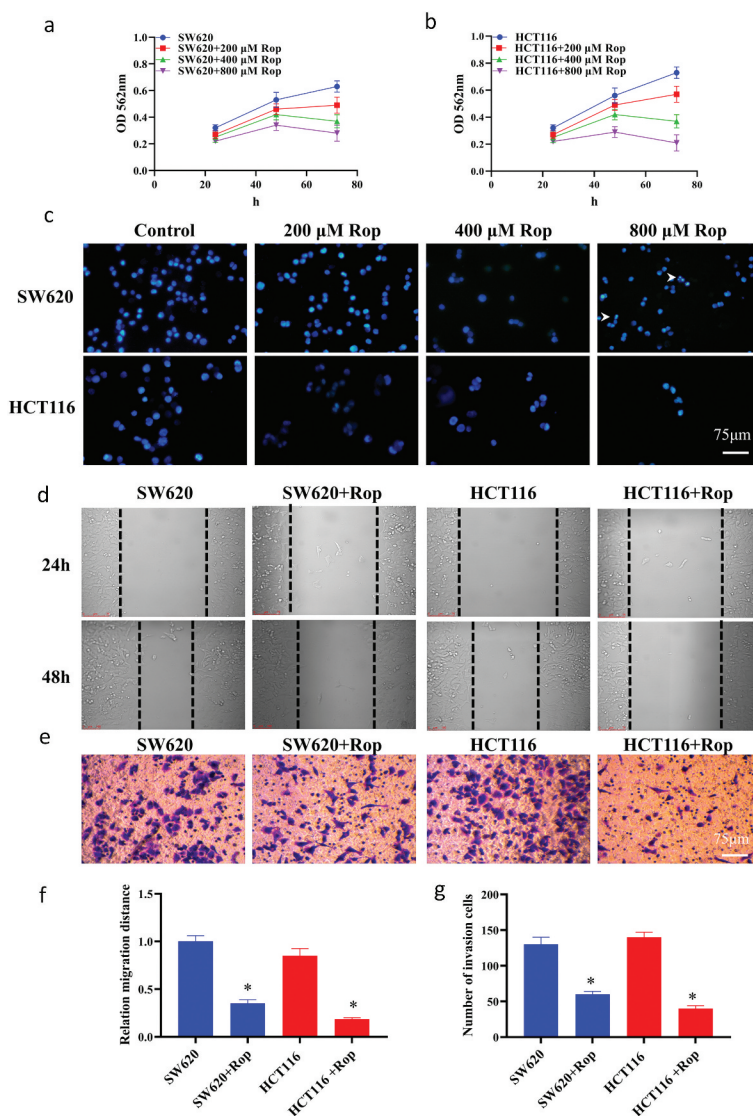 a
SW620
SW620+200 μM Rop
SW620+400 μM Rop
SW620+800 μM Rop
OD 562nm
1.0
0.8
0.6
0.4
0.2
0.0
0 20 40 60 80
h
b
HCT116
HCT116+200 μM Rop
HCT116+400 μM Rop
HCT116+800 μM Rop
OD 562nm
1.0
0.8
0.6
0.4
0.2
0.0
0 20 40 60 80
h
c
Control 200 μM Rop 400 μM Rop 800 μM Rop
SW620
HCT116
75μm
d
SW620 SW620+Rop HCT116 HCT116+Rop
24h
48h
e
SW620 SW620+Rop HCT116 HCT116+Rop
75μm
f
Relation migration distance
1.5
1.0
0.5
0.0
* *
SW620 SW620+Rop HCT116 HCT116 +Rop
g
Number of invasion cells
200
150
100
50
0
* *
SW620 SW620+Rop HCT116 HCT116 +Rop